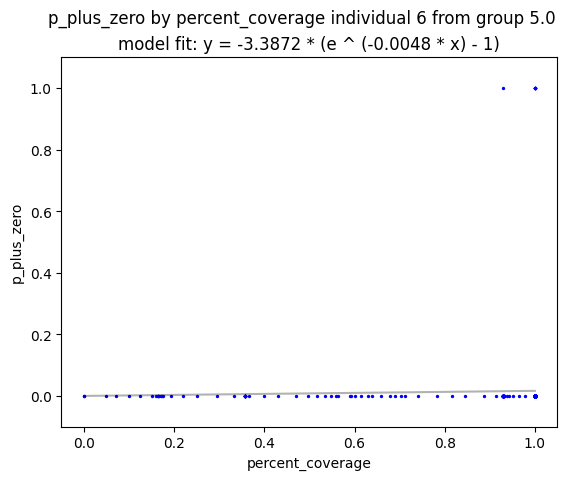 p_plus_zero by percent_coverage individual 6 from group 5.0
model fit: y = -3.3872 * (e ^ (-0.0048 * x) - 1)
1.0
0.8
0.6
0.4
0.2
0.0
p_plus_zero
0.0 0.2 0.4 0.6 0.8 1.0
percent_coverage